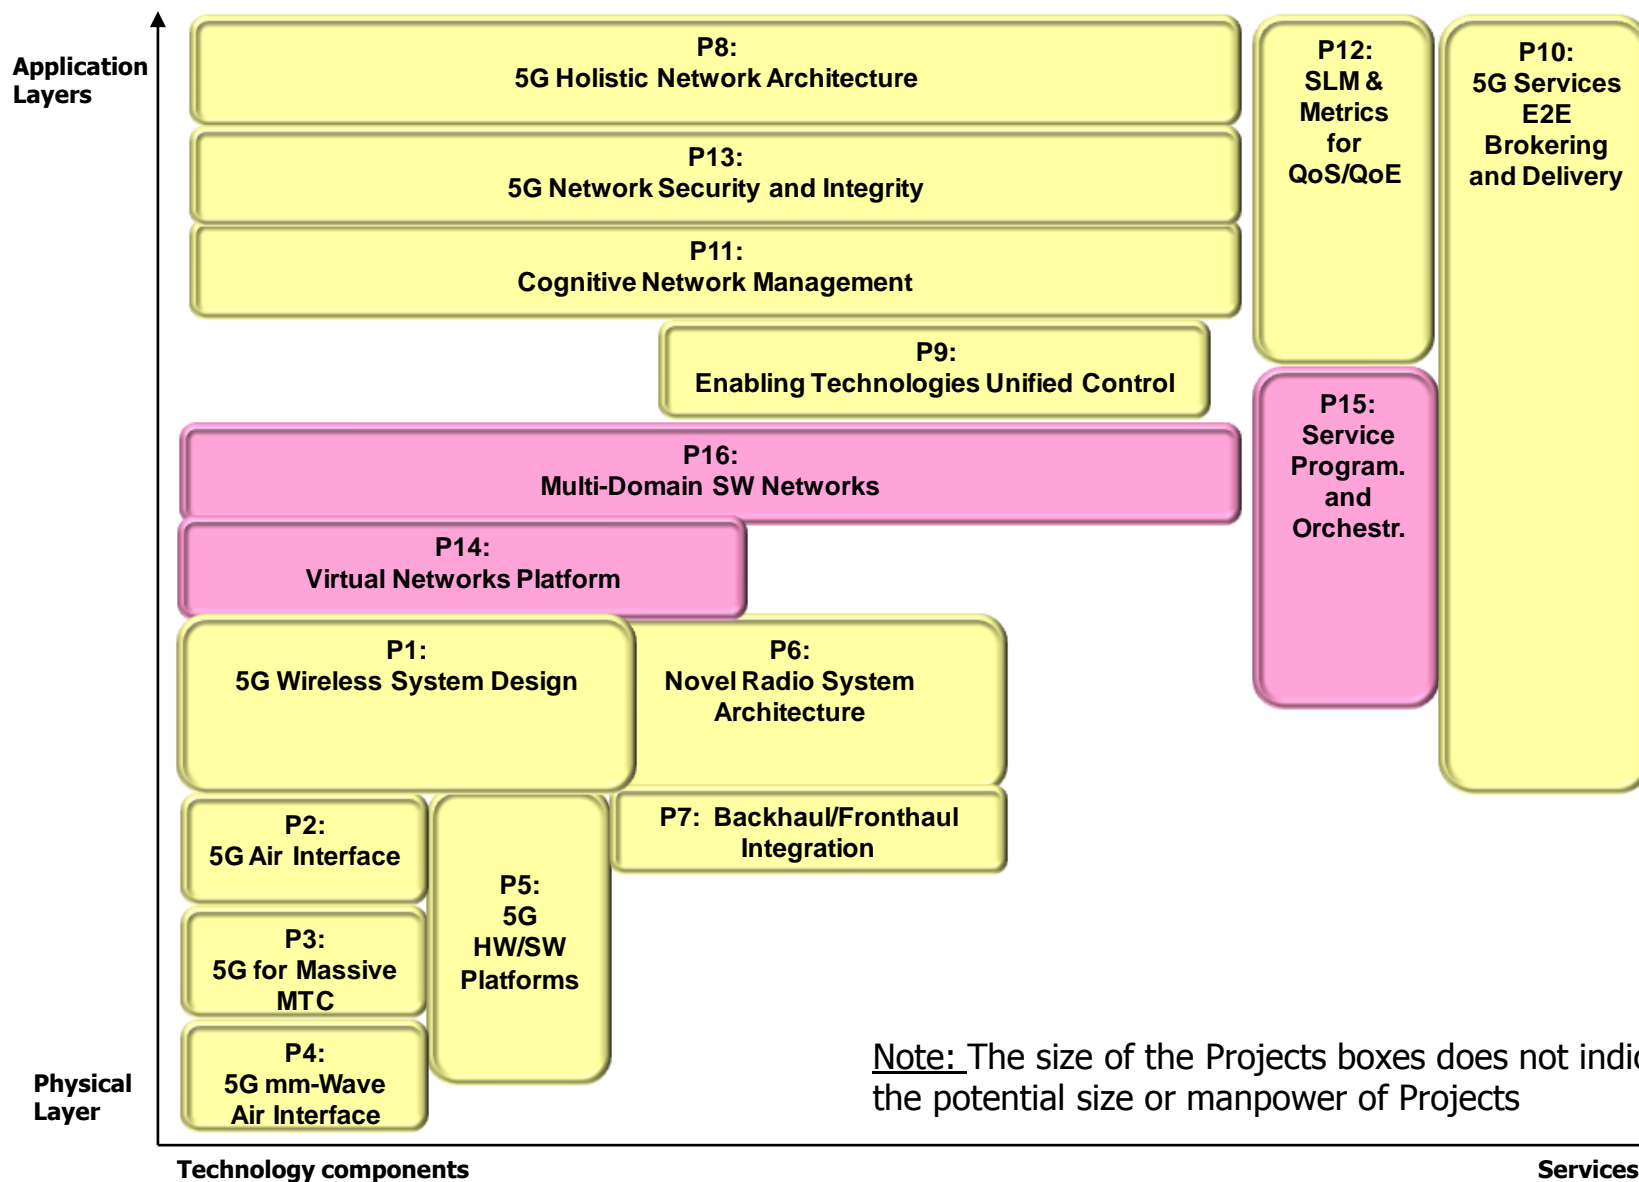 Application
Layers
P8:
5G Holistic Network Architecture
P12:
SLM &
Metrics
for
QoS/QoE
P10:
5G Services
E2E
Brokering
and Delivery
P13:
5G Network Security and Integrity
P11:
Cognitive Network Management
P9:
Enabling Technologies Unified Control
P15:
Service
Program.
and
Orchestr.
P16:
Multi-Domain SW Networks
P14:
Virtual Networks Platform
P1:
5G Wireless System Design
P6:
Novel Radio System
Architecture
P2:
5G Air Interface
P7: Backhaul/Fronthaul
Integration
P5:
5G
HW/SW
Platforms
P3:
5G for Massive
MTC
P4:
5G mm-Wave
Air Interface
Physical
Layer
Note: The size of the Projects boxes does not
the potential size or manpower of Projects
Technology components
Services